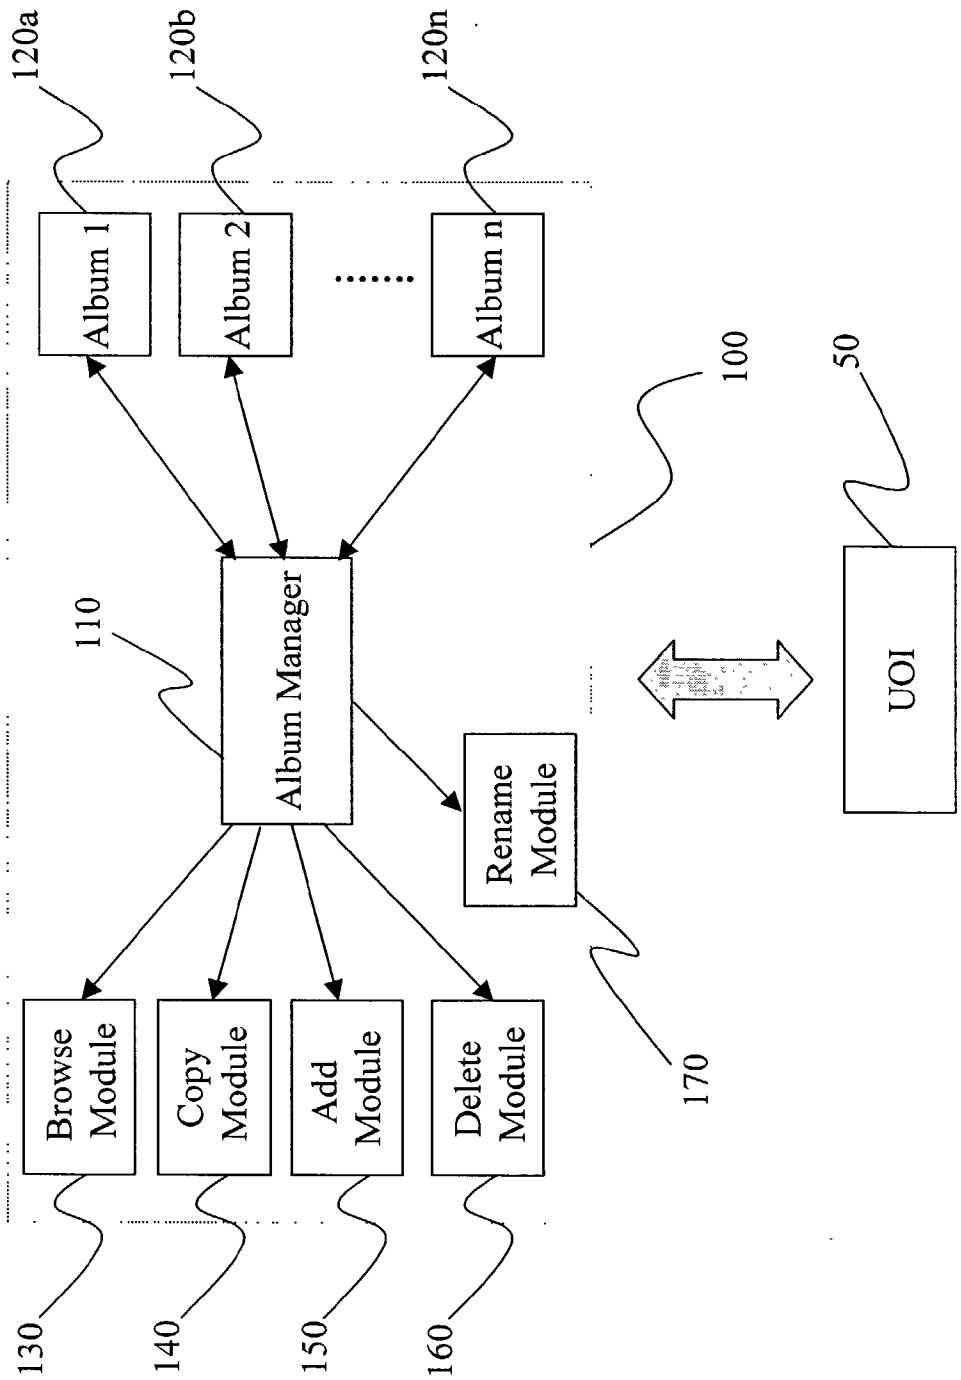 130
Browse
Module
140
Copy
Module
150
Add
Module
160
Delete
Module
170
Rename
Module
110
Album Manager
Album 1
120a
Album 2
120b
.......
Album n
120n
100
UOI
50